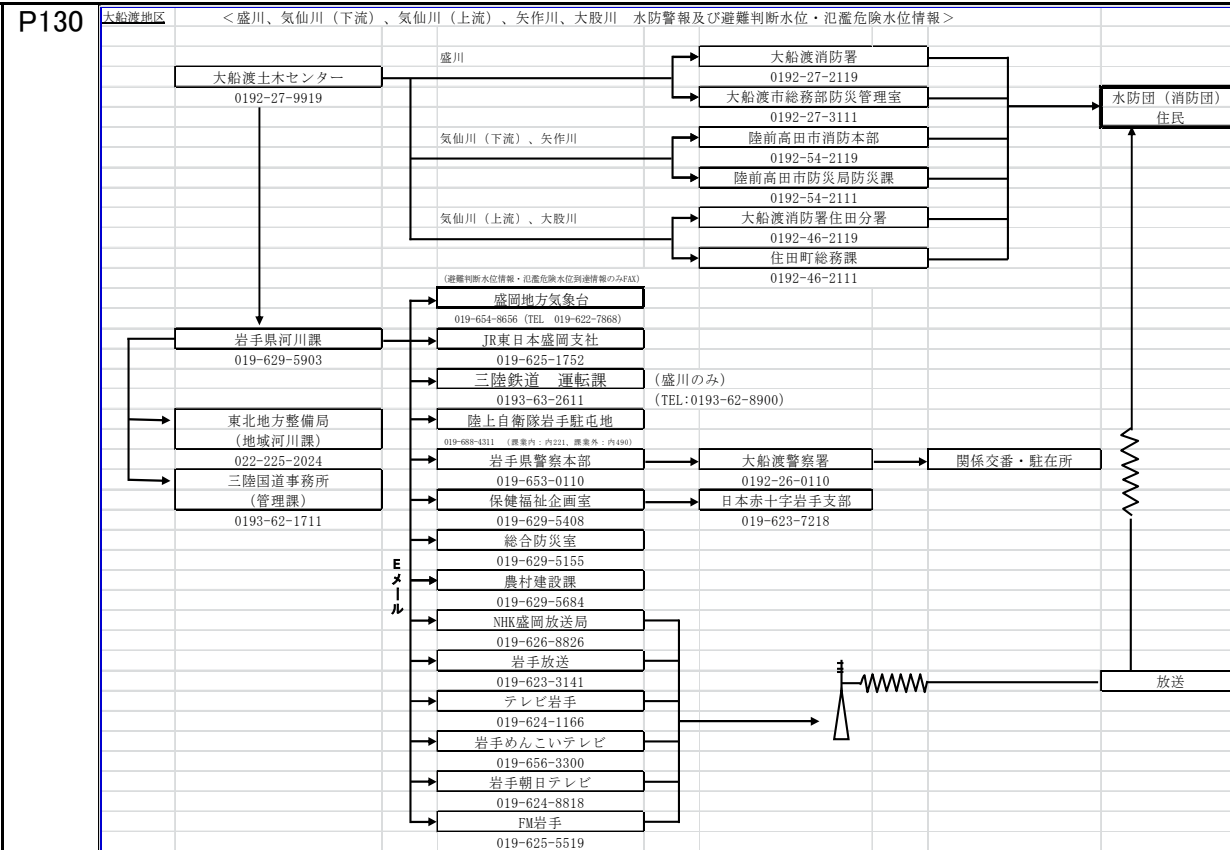 P130
大船渡地区
＜盛川、気仙川（下流）、気仙川（上流）、矢作川、大股川　水防警報及び避難判断水位・氾濫危険水位情報＞
盛川
大船渡消防署
0192-27-2119
大船渡土木センター
0192-27-9919
大船渡市総務部防災管理室
0192-27-3111
水防団（消防団）
住民
気仙川（下流）、矢作川
陸前高田市消防本部
0192-54-2119
陸前高田市防災局防災課
0192-54-2111
気仙川（上流）、大股川
大船渡消防署住田分署
0192-46-2119
住田町総務課
0192-46-2111
（避難判断水位情報・氾濫危険水位到達情報のみFAX）
盛岡地方気象台
019-654-8656（TEL　019-622-7868）
岩手県河川課
019-629-5903
JR東日本盛岡支社
019-625-1752
三陸鉄道　運転課
（盛川のみ）
0193-63-2611
（TEL:0193-62-8900）
東北地方整備局
（地域河川課）
022-225-2024
陸上自衛隊岩手駐屯地
019-688-4311　（課業内：内221、課業外：内490）
三陸国道事務所
（管理課）
0193-62-1711
岩手県警察本部
019-653-0110
大船渡警察署
0192-26-0110
関係交番・駐在所
保健福祉企画室
019-629-5408
日本赤十字岩手支部
019-623-7218
総合防災室
019-629-5155
Eメール
農村建設課
019-629-5684
NHK盛岡放送局
019-626-8826
岩手放送
019-623-3141
放送
テレビ岩手
019-624-1166
岩手めんこいテレビ
019-656-3300
岩手朝日テレビ
019-624-8818
FM岩手
019-625-5519